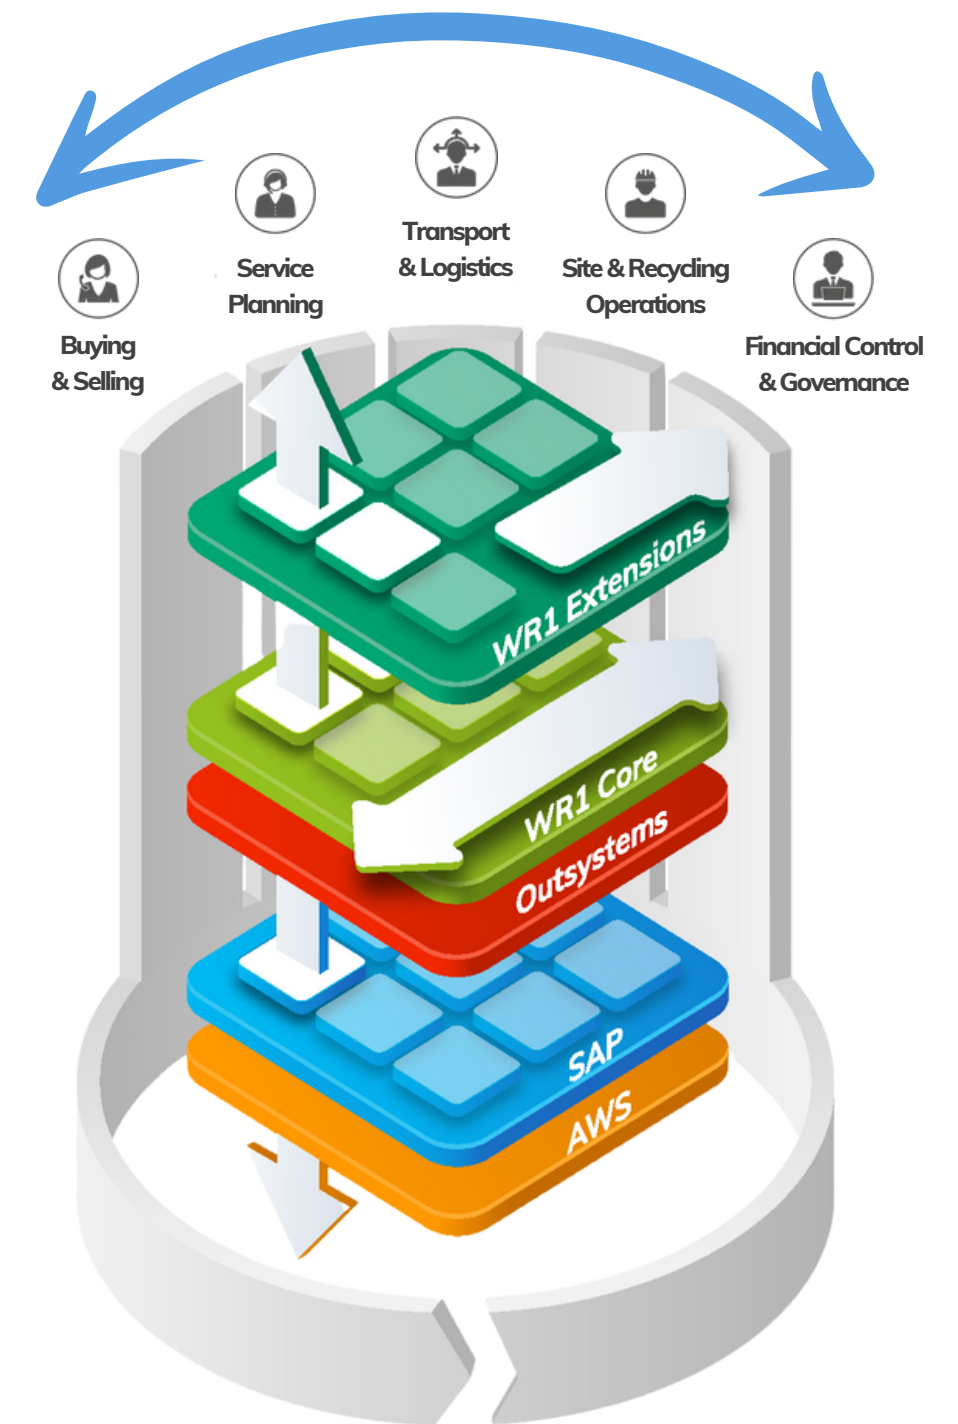 Transport
& Logistics
Service
Planning
Site & Recycling
Operations
Buying
& Selling
Financial Control
& Governance
WR1 Extensions
WR1 Core
Outsystems
SAP
AWS